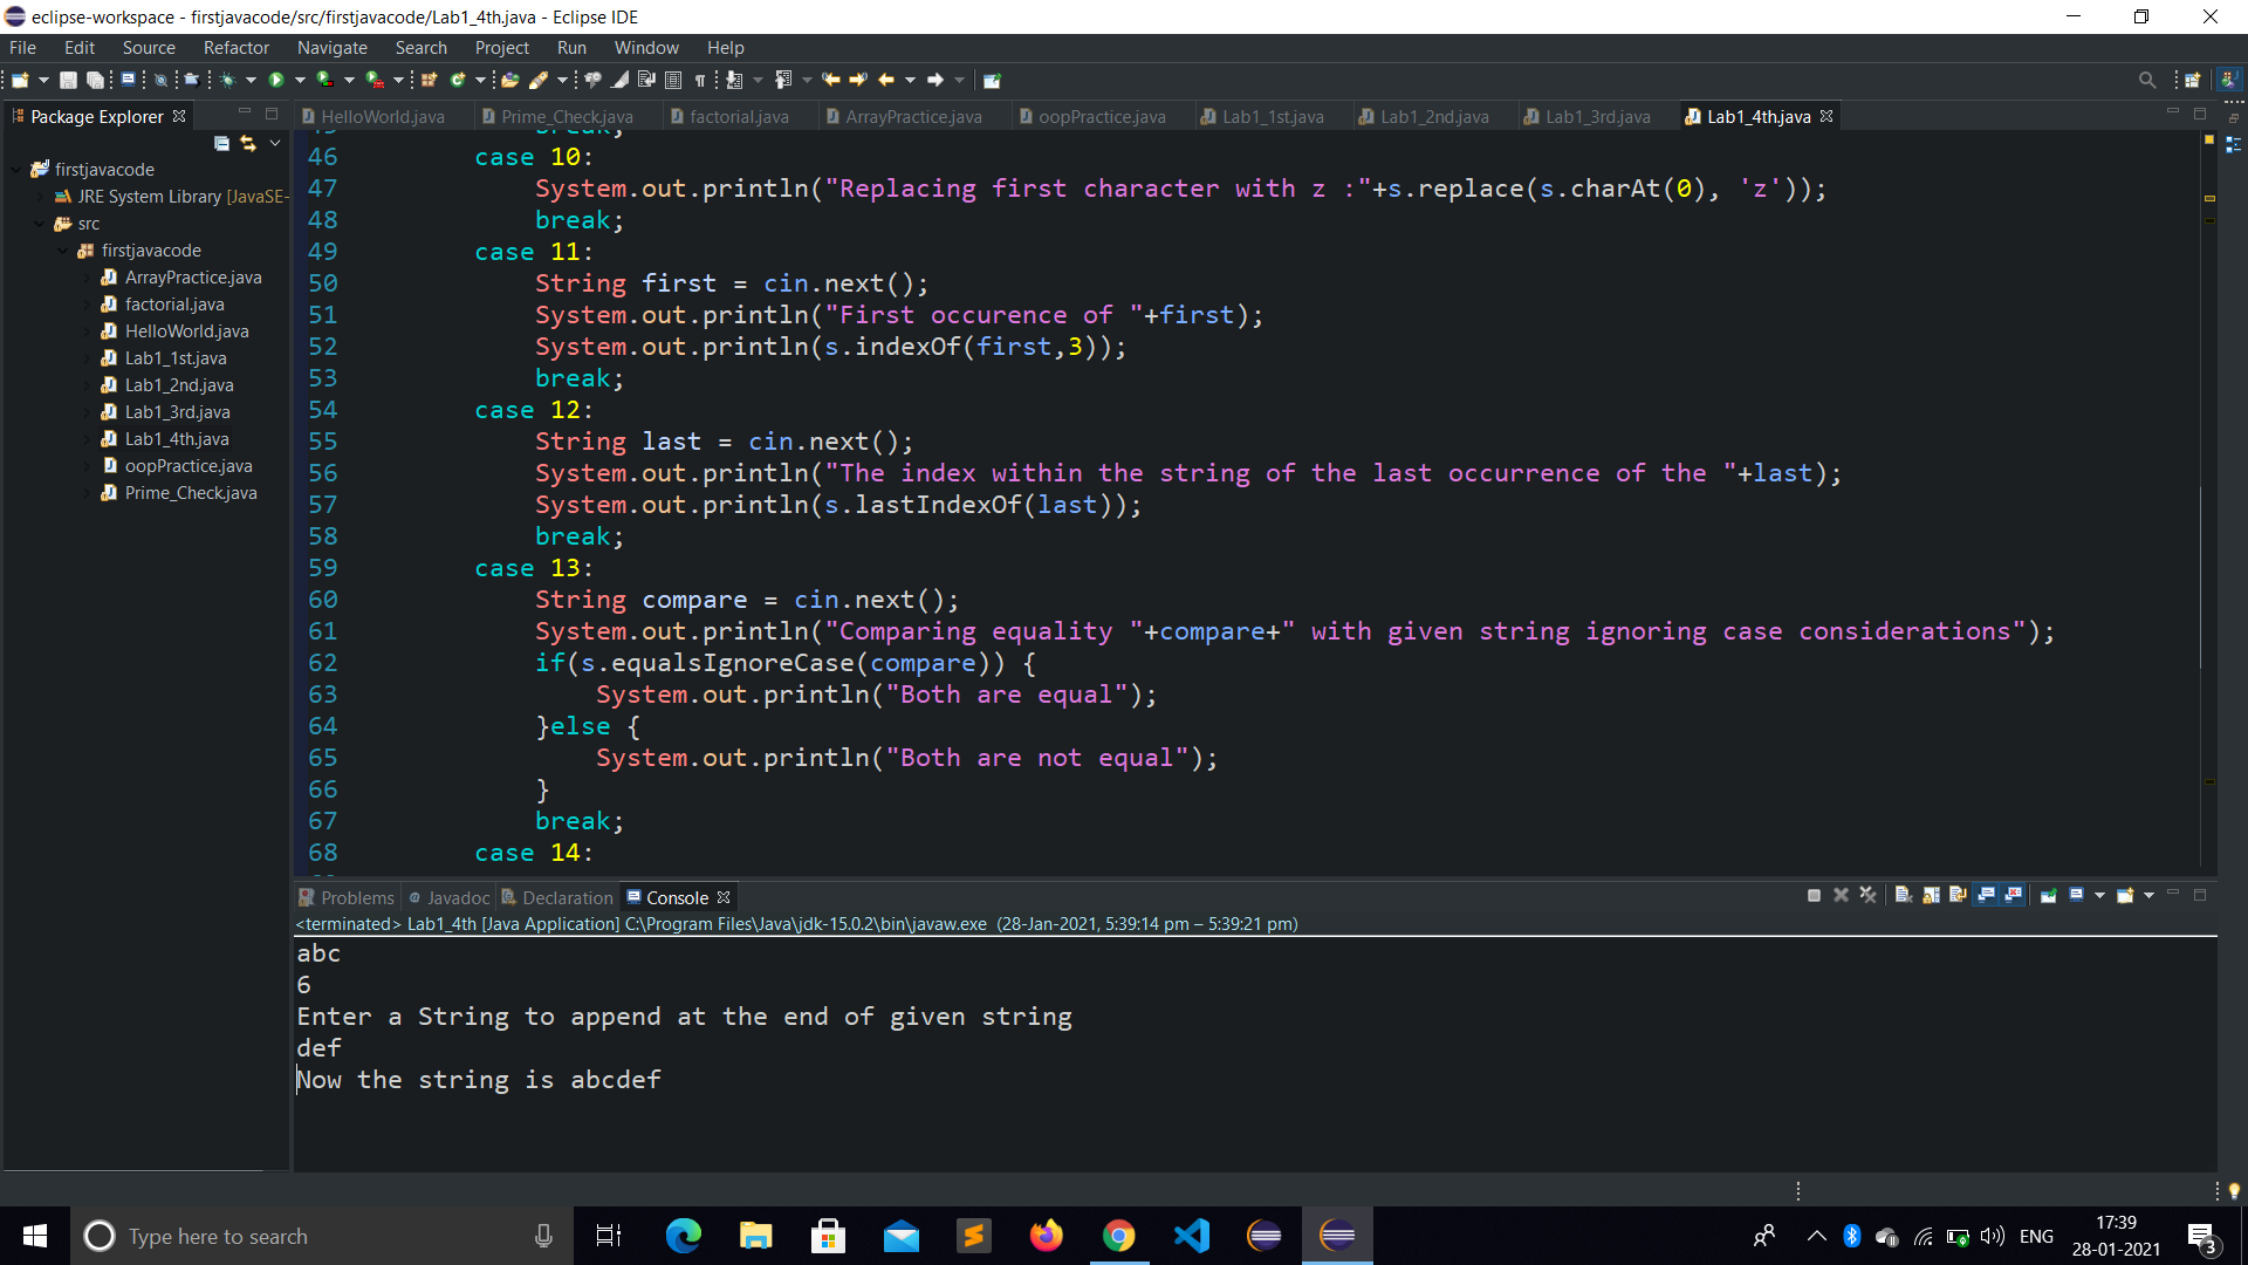 eclipse-workspace - firstjavacode/src/firstjavacode/Lab1_4th.java - Eclipse IDE
File Edit Source Refactor Navigate Search Project Run Window Help
Package Explorer
HelloWorld.java Prime_Check.java factorial.java ArrayPractice.java oopPractice.java Lab1_1st.java Lab1_2nd.java Lab1_3rd.java Lab1_4th.java
firstjavacode
JRE System Library [JavaSE-
src
firstjavacode
ArrayPractice.java
factorial.java
HelloWorld.java
Lab1_1st.java
Lab1_2nd.java
Lab1_3rd.java
Lab1_4th.java
oopPractice.java
Prime_Check.java
break;
46 case 10:
47 System.out.println("Replacing first character with z :"+s.replace(s.charAt(0), 'z'));
48 break;
49 case 11:
50 String first = cin.next();
51 System.out.println("First occurence of "+first);
52 System.out.println(s.indexOf(first,3));
53 break;
54 case 12:
55 String last = cin.next();
56 System.out.println("The index within the string of the last occurrence of the "+last);
57 System.out.println(s.lastIndexOf(last));
58 break;
59 case 13:
60 String compare = cin.next();
61 System.out.println("Comparing equality "+compare+" with given string ignoring case considerations");
62 if(s.equalsIgnoreCase(compare)) {
63 System.out.println("Both are equal");
64 }else {
65 System.out.println("Both are not equal");
66 }
67 break;
68 case 14:
Problems Javadoc Declaration Console
<terminated> Lab1_4th [Java Application] C:\Program Files\Java\jdk-15.0.2\bin\javaw.exe (28-Jan-2021, 5:39:14 pm – 5:39:21 pm)
abc
6
Enter a String to append at the end of given string
def
Now the string is abcdef
Type here to search
ENG
17:39
28-01-2021
3